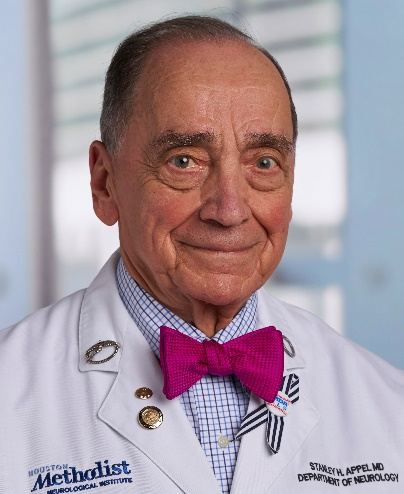 HOUSTON
Methodist
NEUROLOGICAL INSTITUTE
STANLEY H. APPEL, MD
DEPARTMENT OF NEUROLOGY